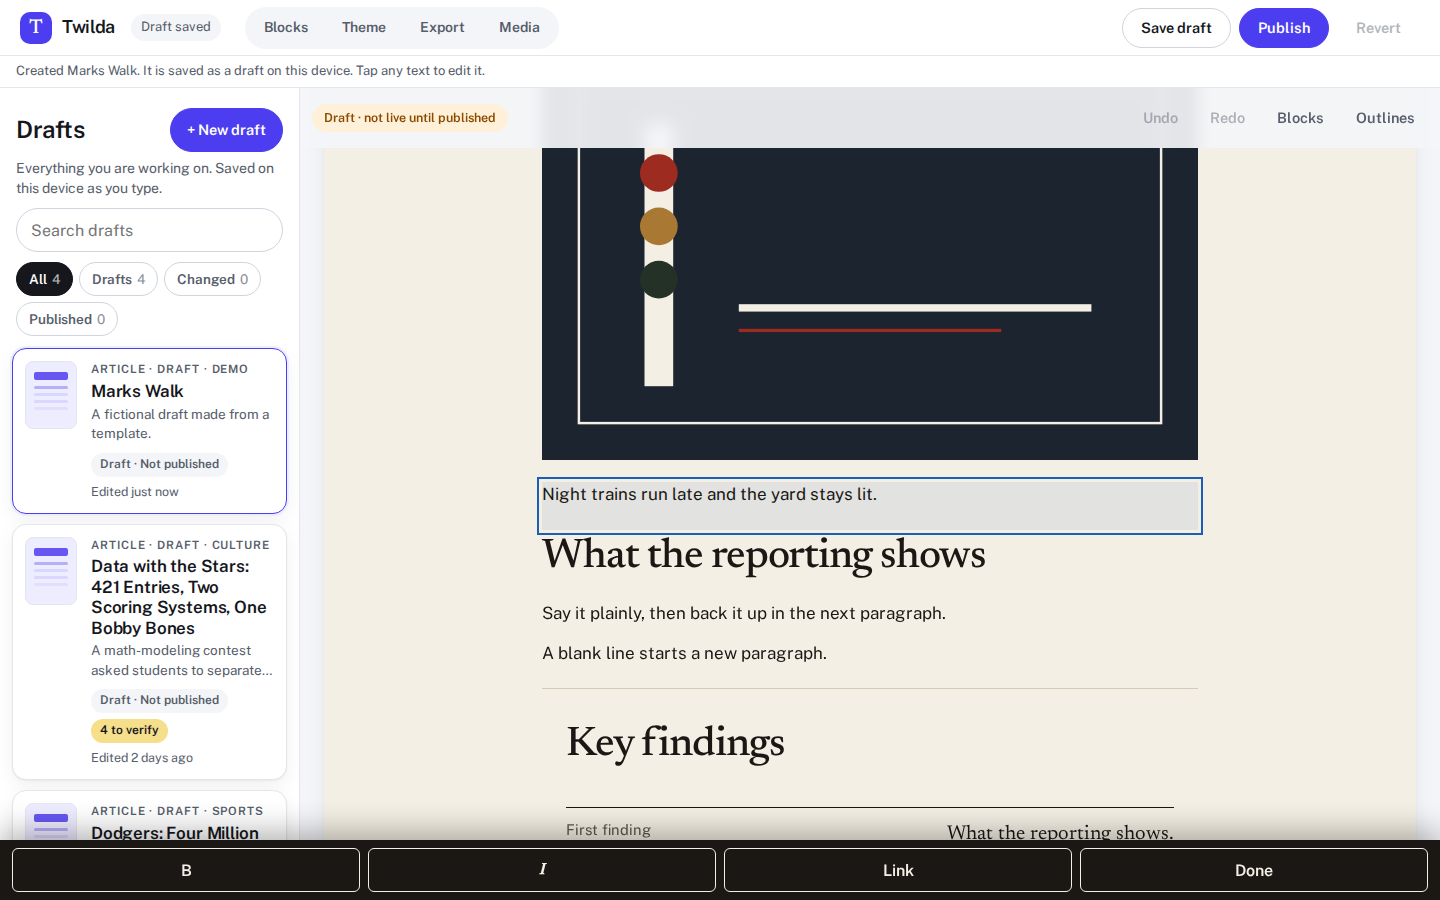 T Twilda Draft saved Blocks Theme Export Media Save draft Publish Revert
Created Marks Walk. It is saved as a draft on this device. Tap any text to edit it.
Drafts
+ New draft
Everything you are working on. Saved on
this device as you type.
Search drafts
All 4 Drafts 4 Changed 0
Published 0
ARTICLE · DRAFT · DEMO
Marks Walk
A fictional draft made from a
template.
Draft · Not published
Edited just now
ARTICLE · DRAFT · CULTURE
Data with the Stars:
421 Entries, Two
Scoring Systems, One
Bobby Bones
A math-modeling contest
asked students to separate...
Draft · Not published
4 to verify
Edited 2 days ago
ARTICLE · DRAFT · SPORTS
Dodgers: Four Million
Draft · not live until published
Undo Redo Blocks Outlines
Night trains run late and the yard stays lit.
What the reporting shows
Say it plainly, then back it up in the next paragraph.
A blank line starts a new paragraph.
Key findings
First finding What the reporting shows.
B I Link Done